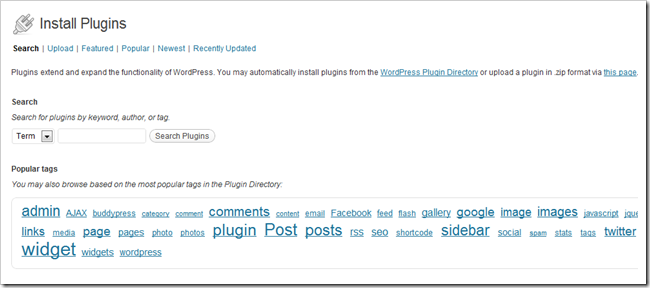 Install Plugins
Search | Upload | Featured | Popular | Newest | Recently Updated
Plugins extend and expand the functionality of WordPress. You may automatically install plugins from the WordPress Plugin Directory or upload a plugin in .zip format via this page.
Search
Search for plugins by keyword, author, or tag.
Term Search Plugins
Popular tags
You may also browse based on the most popular tags in the Plugin Directory:
admin AJAX buddypress category comment comments content email Facebook feed flash gallery google image images javascript jque
links media page pages photo photos plugin Post posts rss seo shortcode sidebar social spam stats tags twitter
widget widgets wordpress